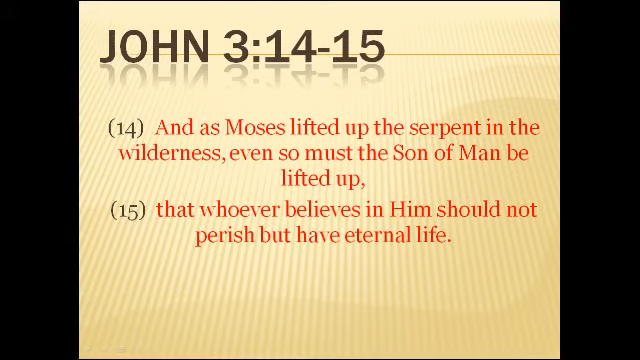 JOHN 3:14-15
(14) And as Moses lifted up the serpent in the
wilderness, even so must the Son of Man be
lifted up,
(15) that whoever believes in Him should not
perish but have eternal life.